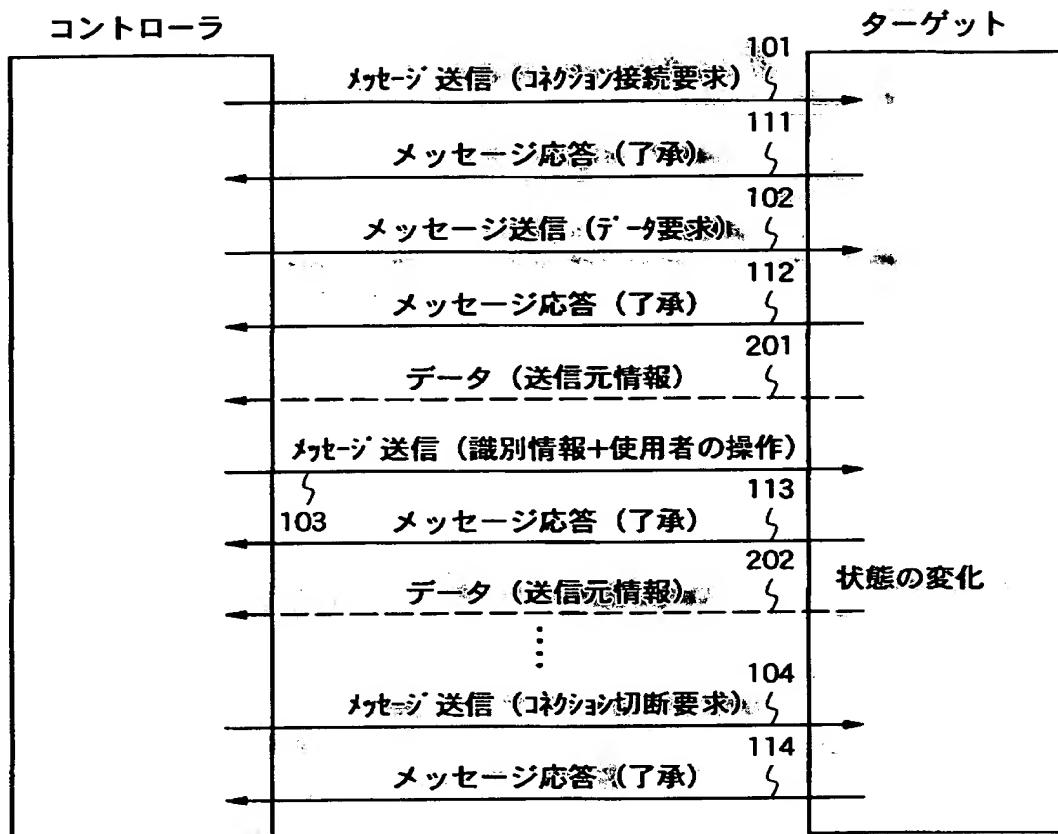 コントローラ
ターゲット
101
メッセージ送信（コネクション接続要求）
111
メッセージ応答（了承）
102
メッセージ送信（データ要求）
112
メッセージ応答（了承）
201
データ（送信元情報）
メッセージ送信（識別情報+使用者の操作）
103
113
メッセージ応答（了承）
202
状態の変化
データ（送信元情報）
104
メッセージ送信（コネクション切断要求）
114
メッセージ応答（了承）